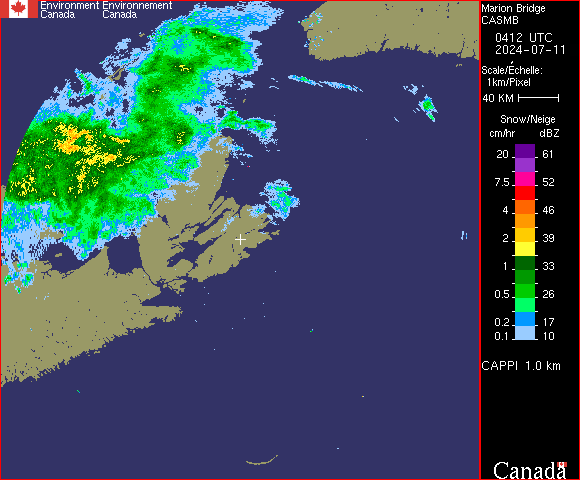 Environment Environnement
Canada Canada
Marion Bridge
CASMB
0412 UTC
2024-07-11
Scale/Échelle:
1km/Pixel
40 KM
Snow/Neige
cm/hr dBZ
20 61
7.5 52
4 46
2 39
1 33
0.5 26
0.2 17
0.1 10
CAPPI 1.0 km
Canada